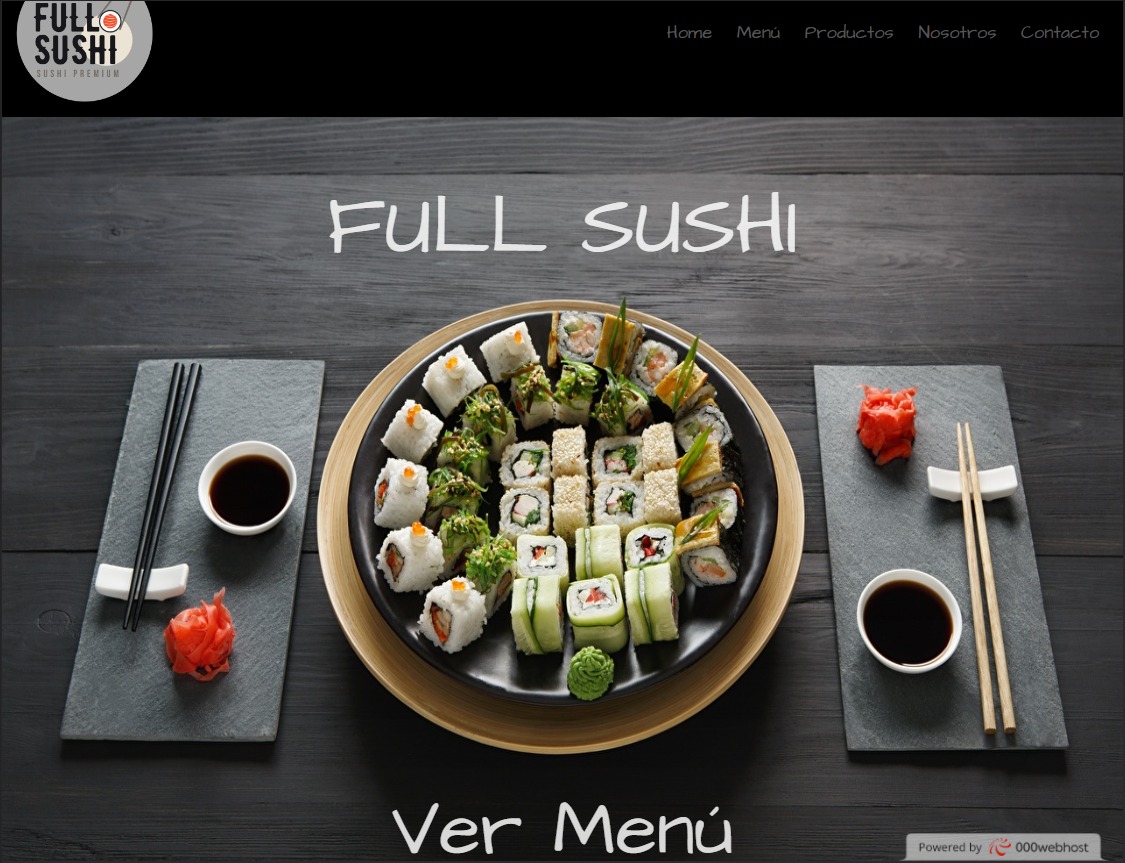 FULL
SUSHI
SUSHI PREMIUM
Home Menú Productos Nosotros Contacto
FULL SUSHI
Ver Menú
Powered by 000webhost